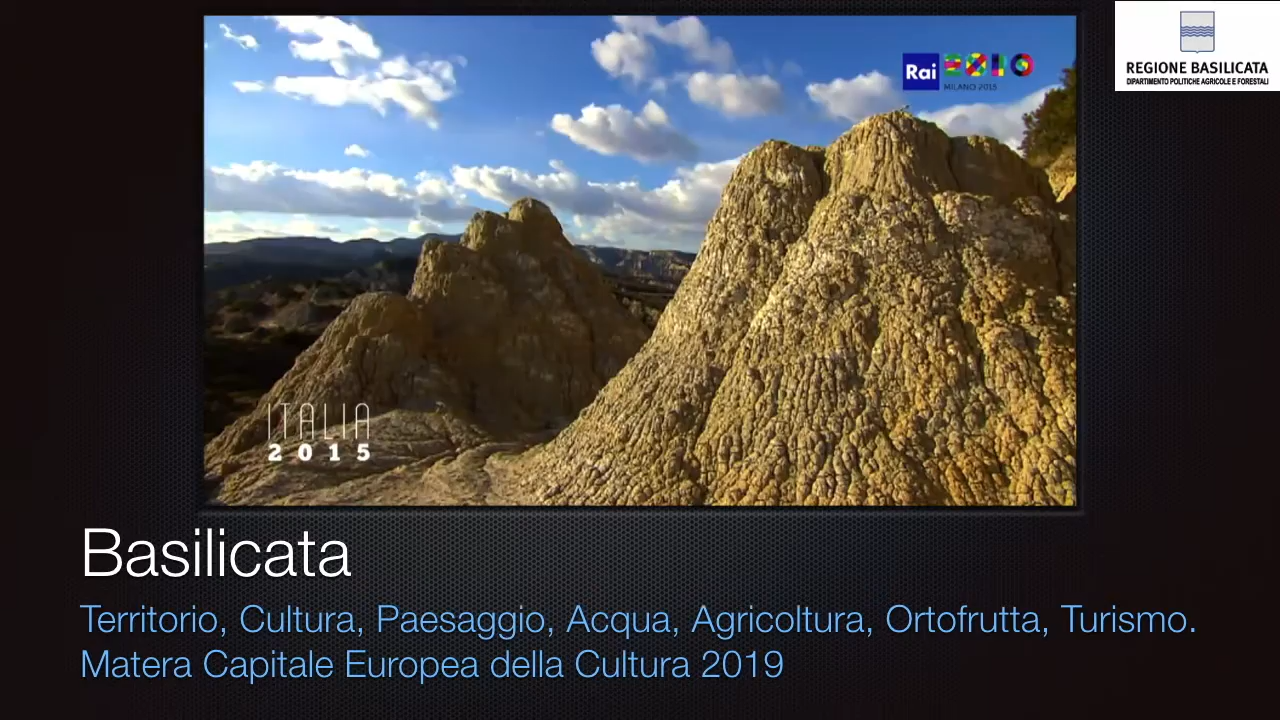 Rai
MILANO 2015
REGIONE BASILICATA
DIPARTIMENTO POLITICHE AGRICOLE E FORESTALI
ITALIA
2015
Basilicata
Territorio, Cultura, Paesaggio, Acqua, Agricoltura, Ortofrutta, Turismo.
Matera Capitale Europea della Cultura 2019